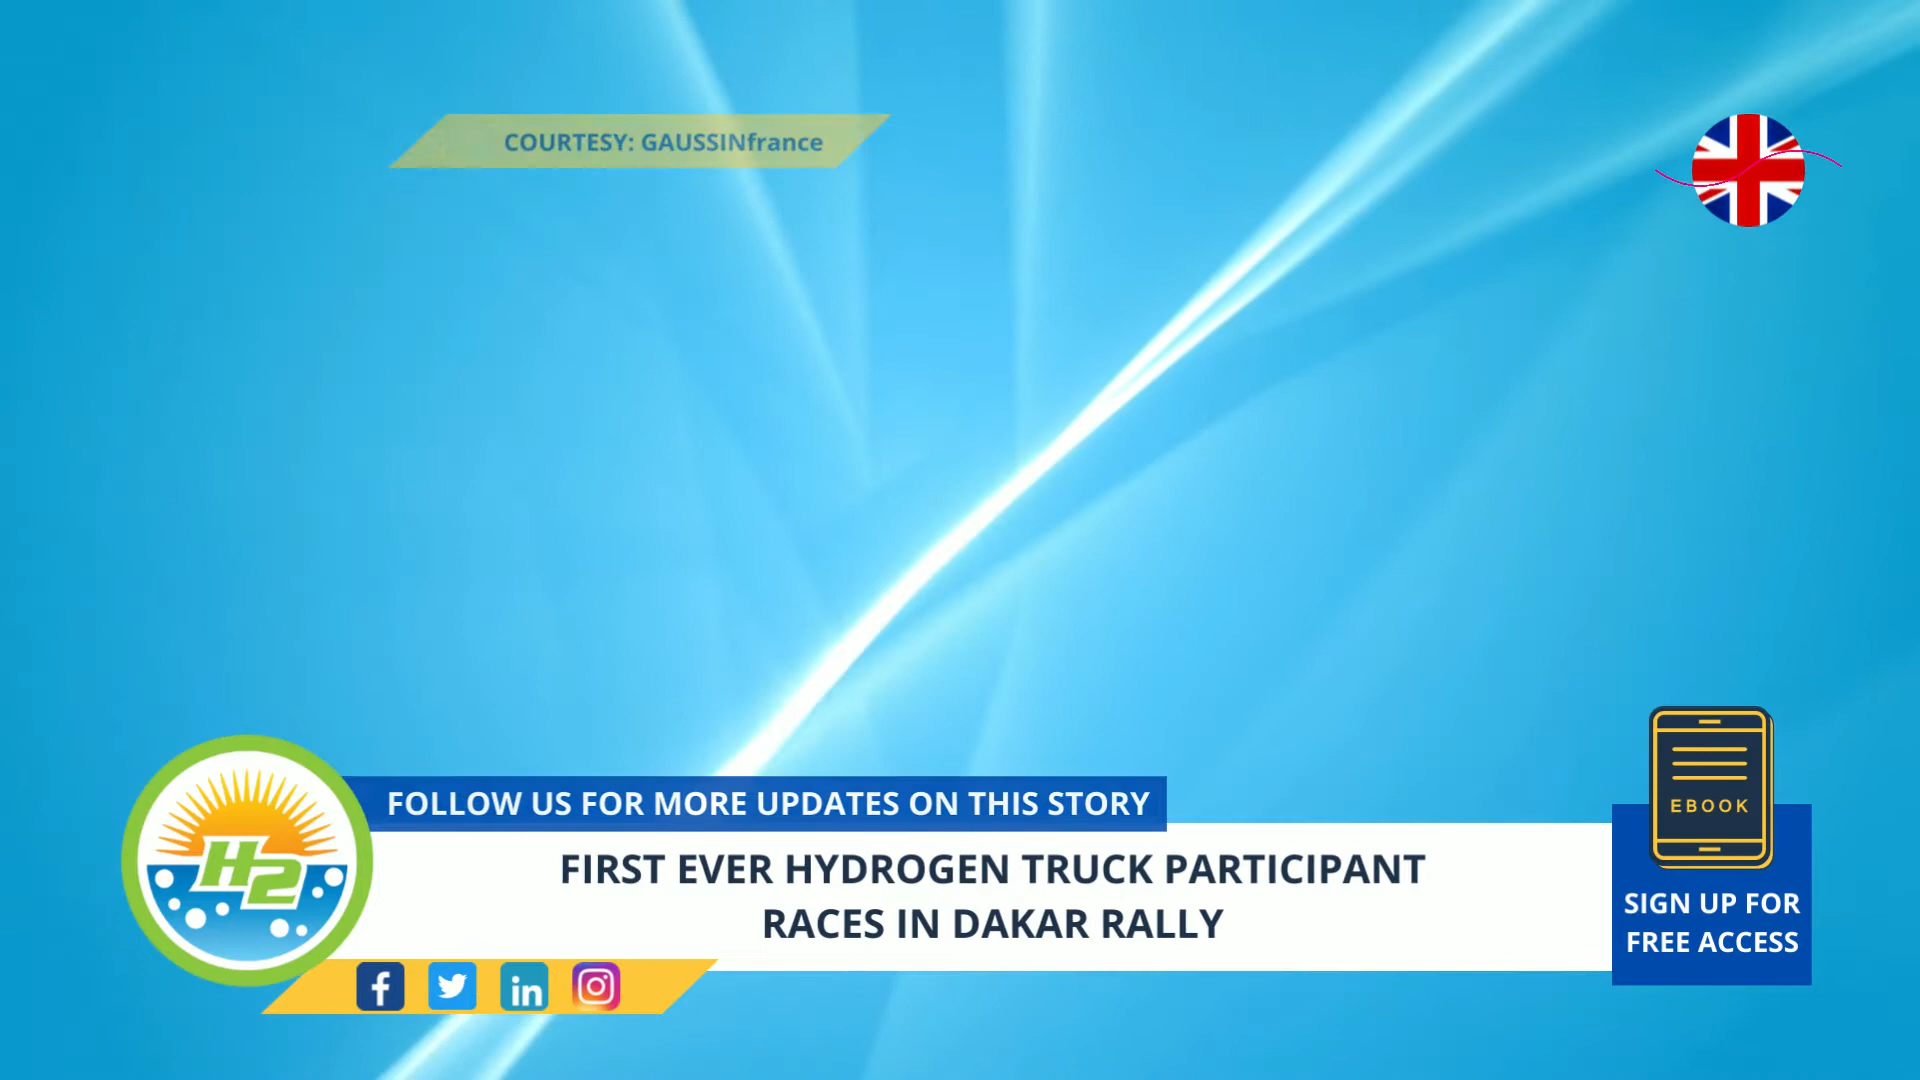 COURTESY: GAUSSINfrance
FOLLOW US FOR MORE UPDATES ON THIS STORY
FIRST EVER HYDROGEN TRUCK PARTICIPANT
RACES IN DAKAR RALLY
H2
EBOOK
SIGN UP FOR
FREE ACCESS